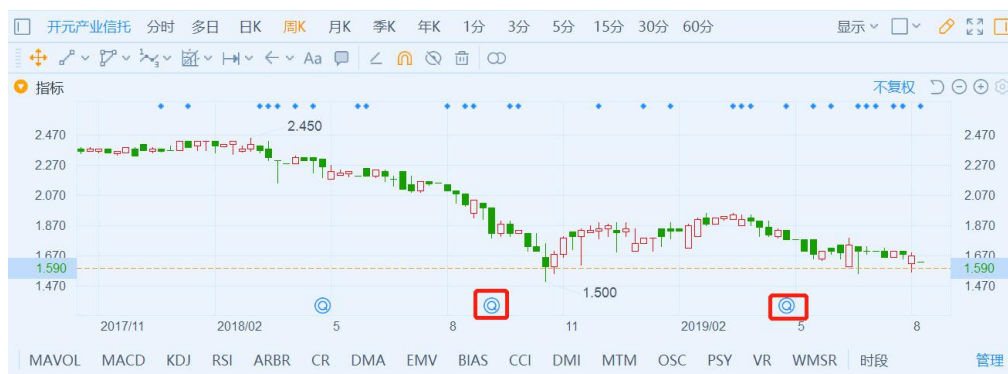 开元产业信托 分时 多日 日K 周K 月K 季K 年K 1分 3分 5分 15分 30分 60分 显示
Aa
指标 不复权
2.450
2.470 2.470
2.270 2.270
2.070 2.070
1.870 1.870
1.670 1.670
1.590 1.590
1.470 1.500 1.470
Q Q Q
2017/11 2018/02 5 8 11 2019/02 5 8
MAVOL MACD KDJ RSI ARBR CR DMA EMV BIAS CCI DMI MTM OSC PSY VR WMSR 时段 管理